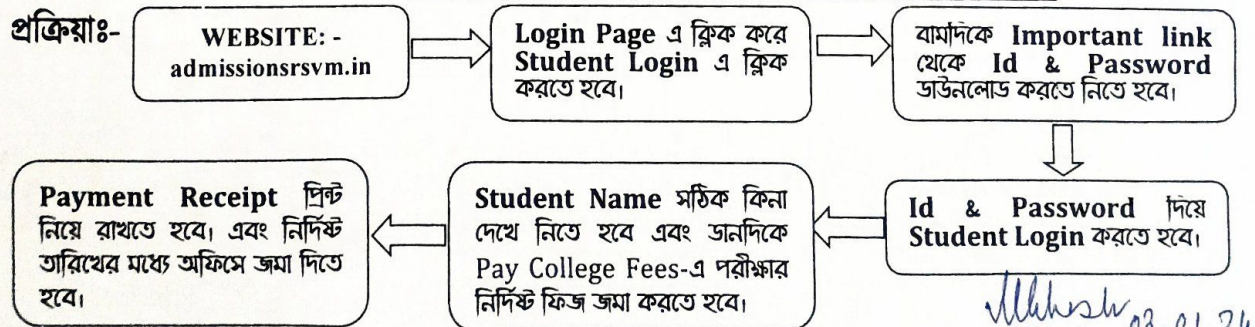 প্রক্রিয়াঃ-
WEBSITE: -
admissionsrsvm.in
Login Page এ ক্লিক করে
Student Login এ ক্লিক
করতে হবে।
বামদিকে Important link
থেকে Id & Password
ডাউনলোড করতে নিতে হবে।
Id & Password দিয়ে
Student Login করতে হবে।
Student Name সঠিক কিনা
দেখে নিতে হবে এবং ডানদিকে
Pay College Fees-এ পরীক্ষার
নির্দিষ্ট ফিজ জমা করতে হবে।
Payment Receipt প্রিন্ট
নিয়ে রাখতে হবে। এবং নির্দিষ্ট
তারিখের মধ্যে অফিসে জমা দিতে
হবে।